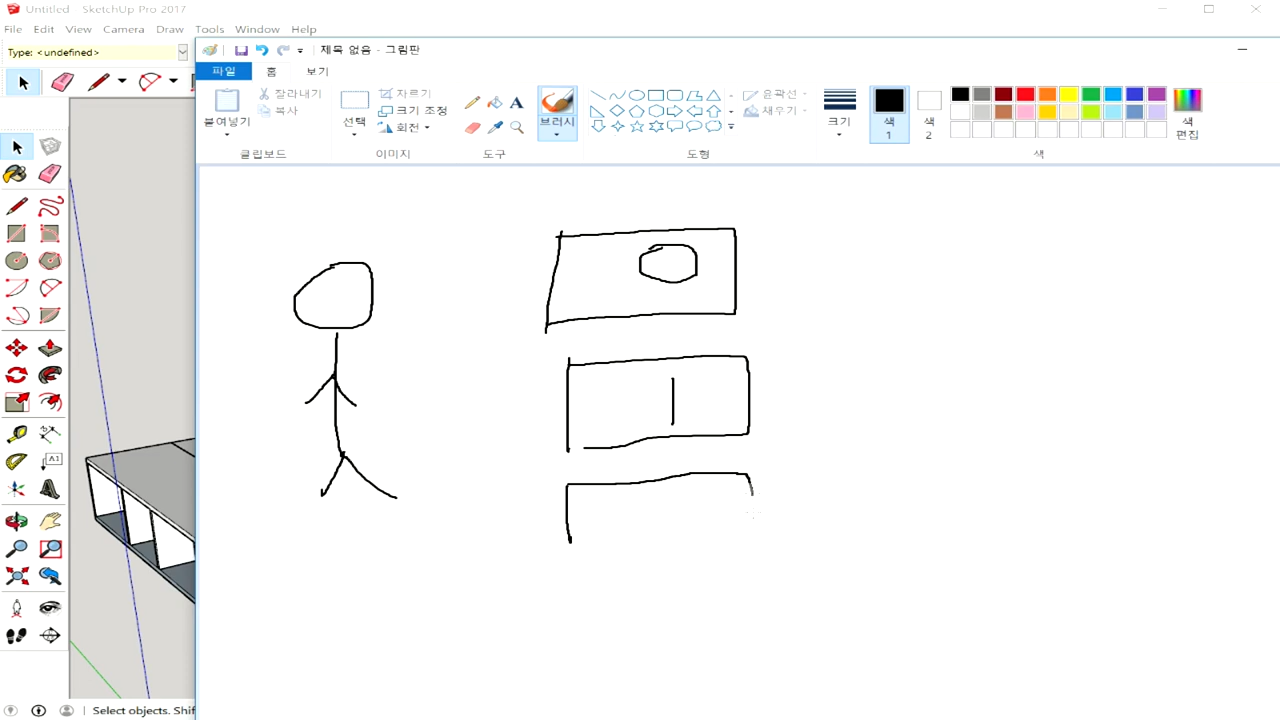 Untitled - SketchUp Pro 2017
File Edit View Camera Draw Tools Window Help
Type: <undefined>
제목 없음 - 그림판
파일 홈 보기
붙여넣기
잘라내기
복사
클립보드
선택
자르기
크기 조정
회전
이미지
A
도구
브러시
윤곽선
채우기
도형
크기
색 1
색 2
색 편집
색
A1
Select objects. Shif